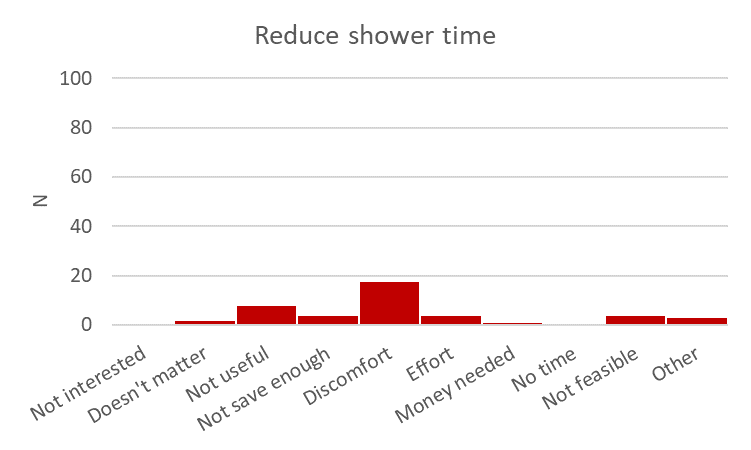 Reduce shower time
100
80
60
40
20
0
N
Not interested
Doesn't matter
Not useful
Not save enough
Discomfort
Effort
Money needed
No time
Not feasible
Other